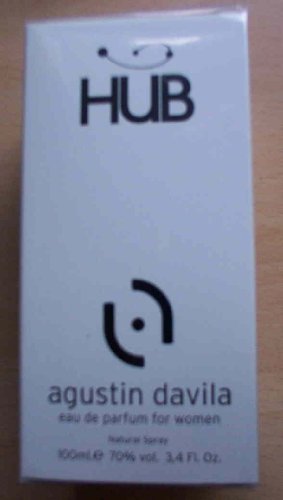 HUB
agustin davila
eau de parfum for women
Natural Spray
100ml.e 70% vol. 3,4 Fl. Oz.